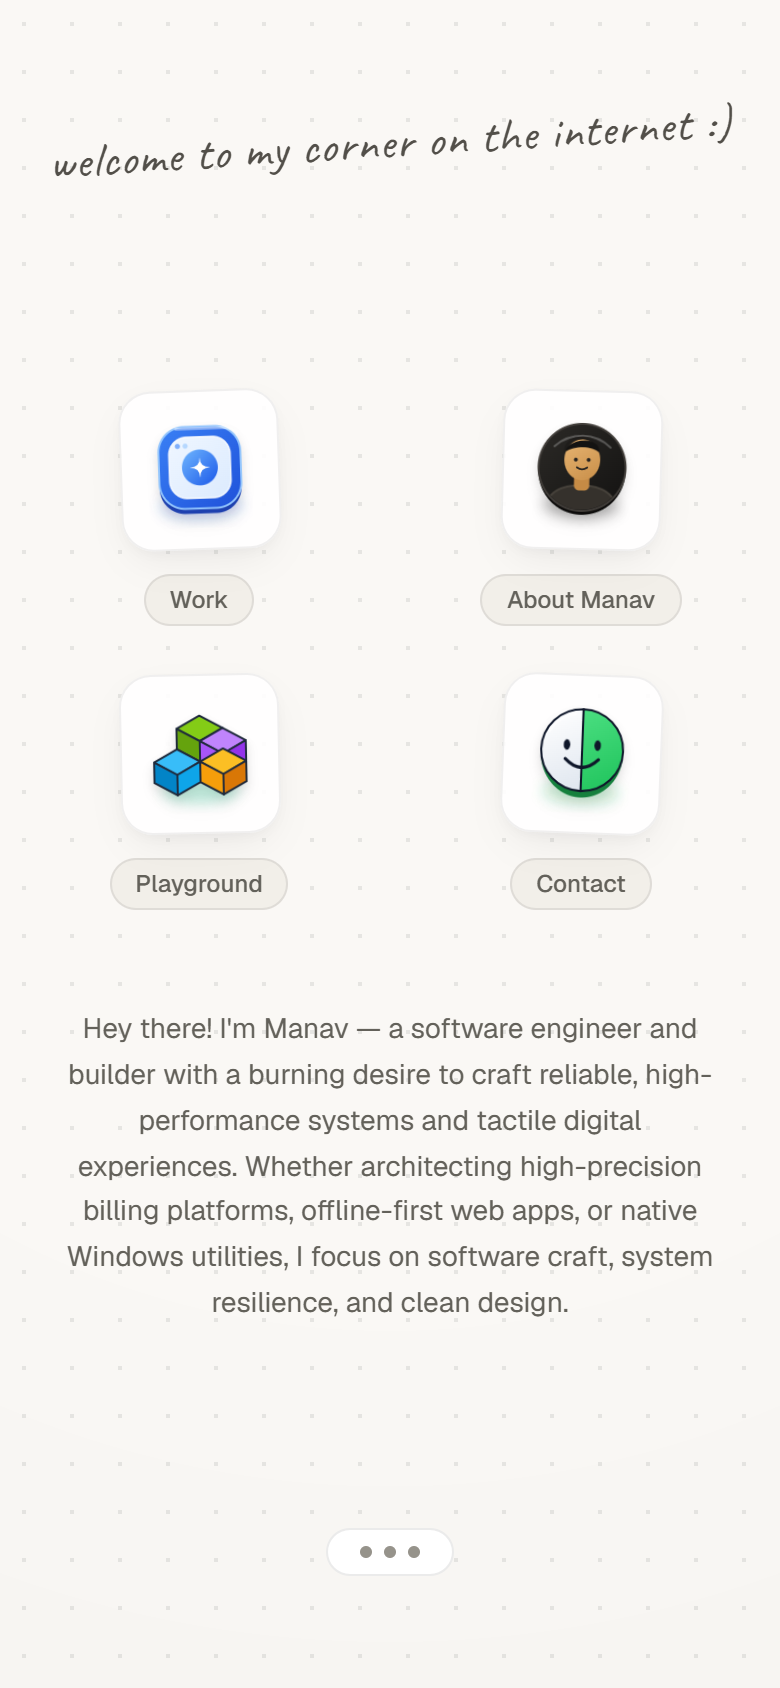 welcome to my corner on the internet :)
Work
About Manav
Playground
Contact
Hey there! I'm Manav — a software engineer and
builder with a burning desire to craft reliable, high-
performance systems and tactile digital
experiences. Whether architecting high-precision
billing platforms, offline-first web apps, or native
Windows utilities, I focus on software craft, system
resilience, and clean design.